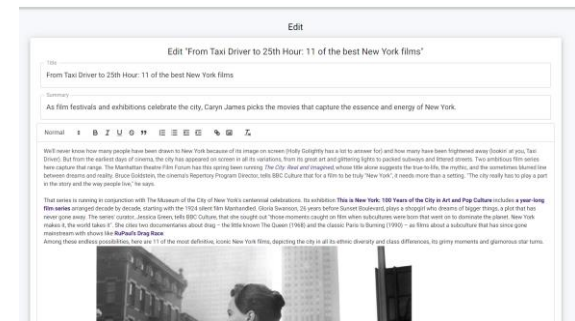 Edit
Edit "From Taxi Driver to 25th Hour: 11 of the best New York films"
Title
From Taxi Driver to 25th Hour: 11 of the best New York films
Summary
As film festivals and exhibitions celebrate the city, Caryn James picks the movies that capture the essence and energy of New York.
Normal
We'll never know how many people have been drawn to New York because of its image on screen (Holly Golightly has a lot to answer for) and how many have been frightened away (lookin' at you, Taxi
Driver). But from the earliest days of cinema, the city has appeared on screen in all its variations, from its great art and glittering lights to packed subways and littered streets. Two ambitious film series
here capture that range. The Manhattan theatre Film Forum has this spring been running The City: Real and Imagined, whose title alone suggests the true-to-life, the mythic, and the sometimes blurred line
between dreams and reality. Bruce Goldstein, the cinema's Repertory Program Director, tells BBC Culture that for a film to be truly "New York", it needs more than a setting. "The city really has to play a part
in the story and the way people live," he says.
That series is running in conjunction with The Museum of the City of New York's centennial celebrations. Its exhibition This is New York: 100 Years of the City in Art and Pop Culture includes a year-long
film series arranged decade by decade, starting with the 1924 silent film Manhandled. Gloria Swanson, 26 years before Sunset Boulevard, plays a shopgirl who dreams of bigger things, a plot that has
never gone away. The series' curator, Jessica Green, tells BBC Culture, that she sought out "those moments caught on film when subcultures were born that went on to dominate the planet. New York
makes it, the world takes it". She cites two documentaries about drag – the little known The Queen (1968) and the classic Paris Is Burning (1990) – as films about a subculture that has since gone
mainstream with shows like RuPaul's Drag Race.
Among these endless possibilities, here are 11 of the most definitive, iconic New York films, depicting the city in all its ethnic diversity and class differences, its grimy moments and glamorous star turns.